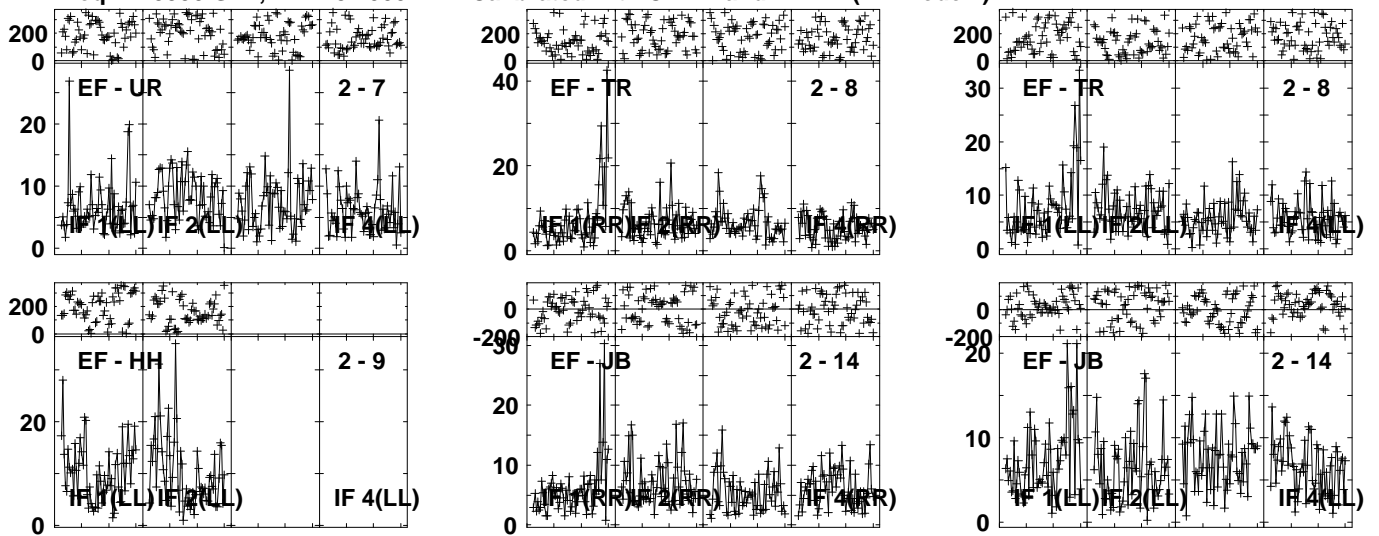 200
0
EF - UR
2 - 7
20
10
0
IF 1(LL)
IF 2(LL)
IF 4(LL)
200
0
EF - TR
2 - 8
40
20
0
IF 1(RR)
IF 2(RR)
IF 4(RR)
200
0
EF - TR
2 - 8
30
20
10
0
IF 1(LL)
IF 2(LL)
IF 4(LL)
200
0
EF - HH
2 - 9
20
0
IF 1(LL)
IF 2(LL)
IF 4(LL)
0
-200
EF - JB
2 - 14
30
20
10
0
IF 1(RR)
IF 2(RR)
IF 4(RR)
0
-200
EF - JB
2 - 14
20
10
0
IF 1(LL)
IF 2(LL)
IF 4(LL)